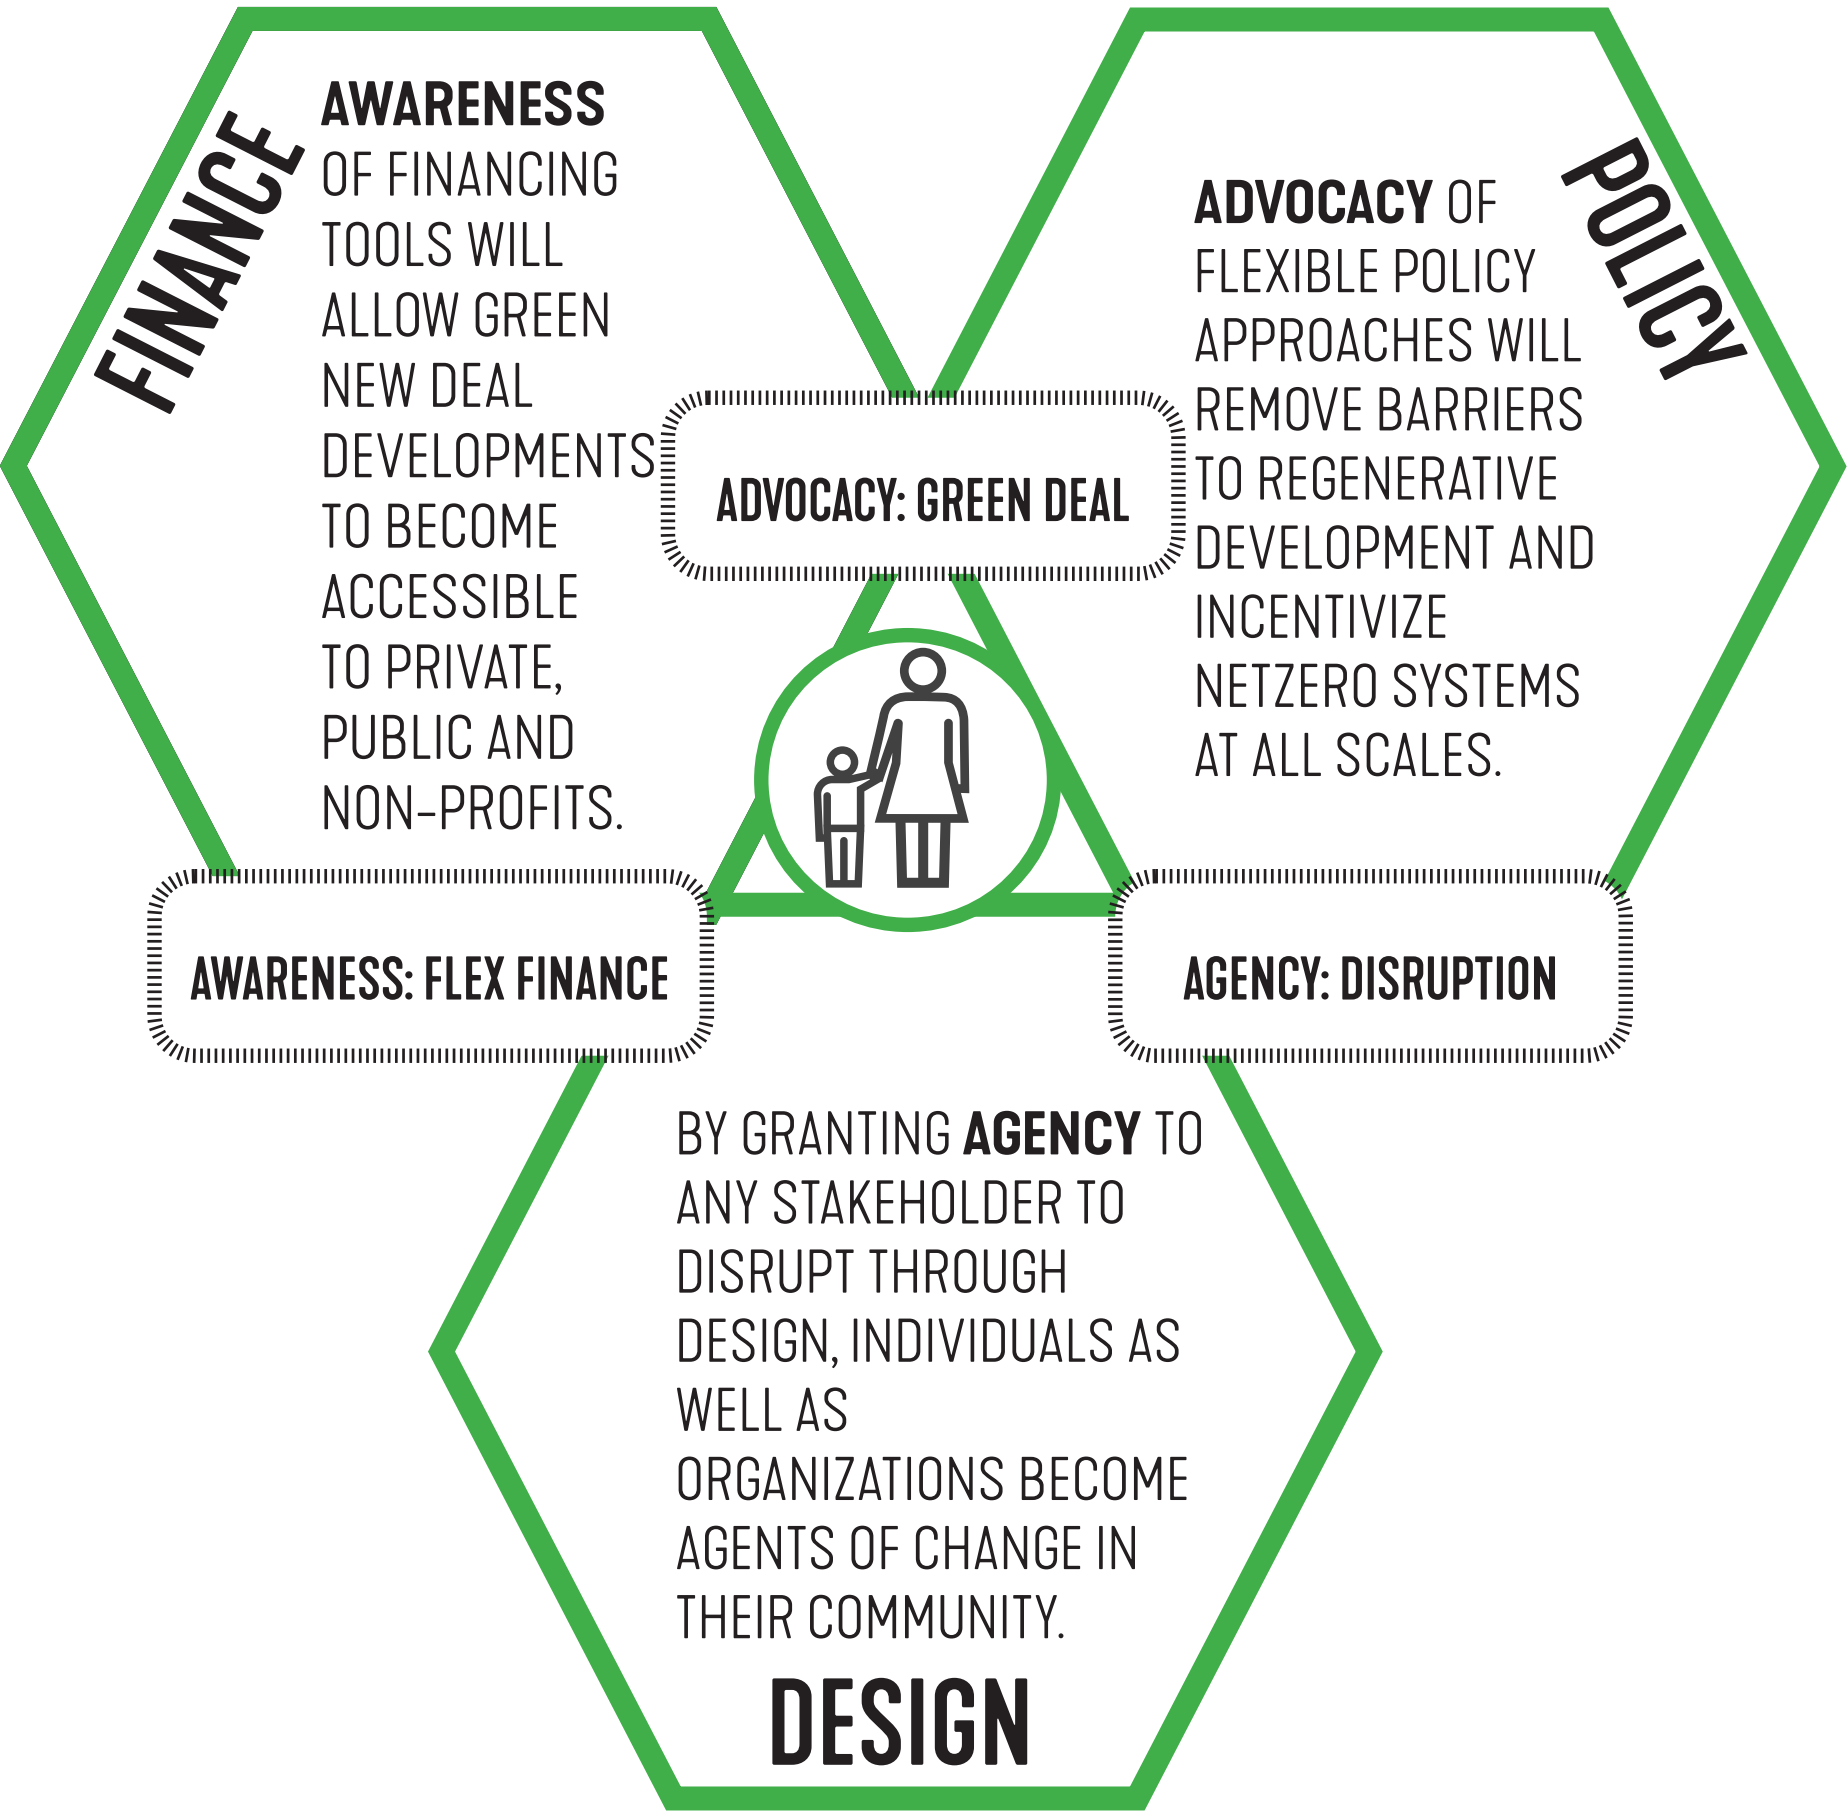 FINANCE
AWARENESS
OF FINANCING
TOOLS WILL
ALLOW GREEN
NEW DEAL
DEVELOPMENTS
TO BECOME
ACCESSIBLE
TO PRIVATE,
PUBLIC AND
NON-PROFITS.
POLICY
ADVOCACY OF
FLEXIBLE POLICY
APPROACHES WILL
REMOVE BARRIERS
TO REGENERATIVE
DEVELOPMENT AND
INCENTIVIZE
NETZERO SYSTEMS
AT ALL SCALES.
ADVOCACY: GREEN DEAL
AWARENESS: FLEX FINANCE
AGENCY: DISRUPTION
BY GRANTING AGENCY TO
ANY STAKEHOLDER TO
DISRUPT THROUGH
DESIGN, INDIVIDUALS AS
WELL AS
ORGANIZATIONS BECOME
AGENTS OF CHANGE IN
THEIR COMMUNITY.
DESIGN